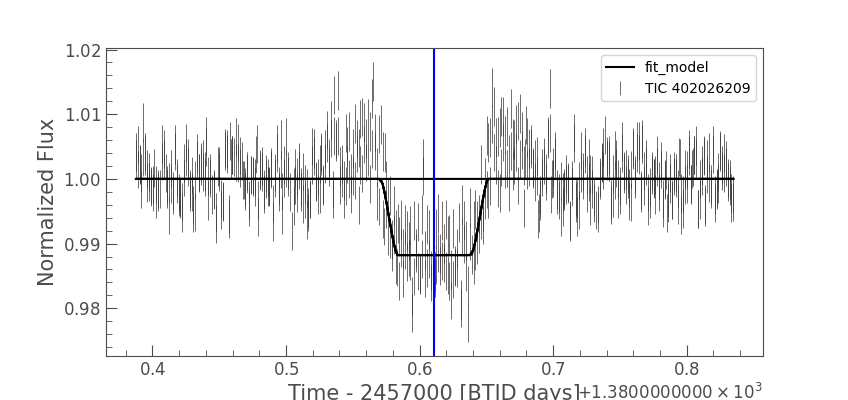 1.02
1.01
1.00
0.99
0.98
Normalized Flux
fit_model
TIC 402026209
0.4 0.5 0.6 0.7 0.8
Time - 2457000 [BTJD days]
+1.3800000000 × 10³